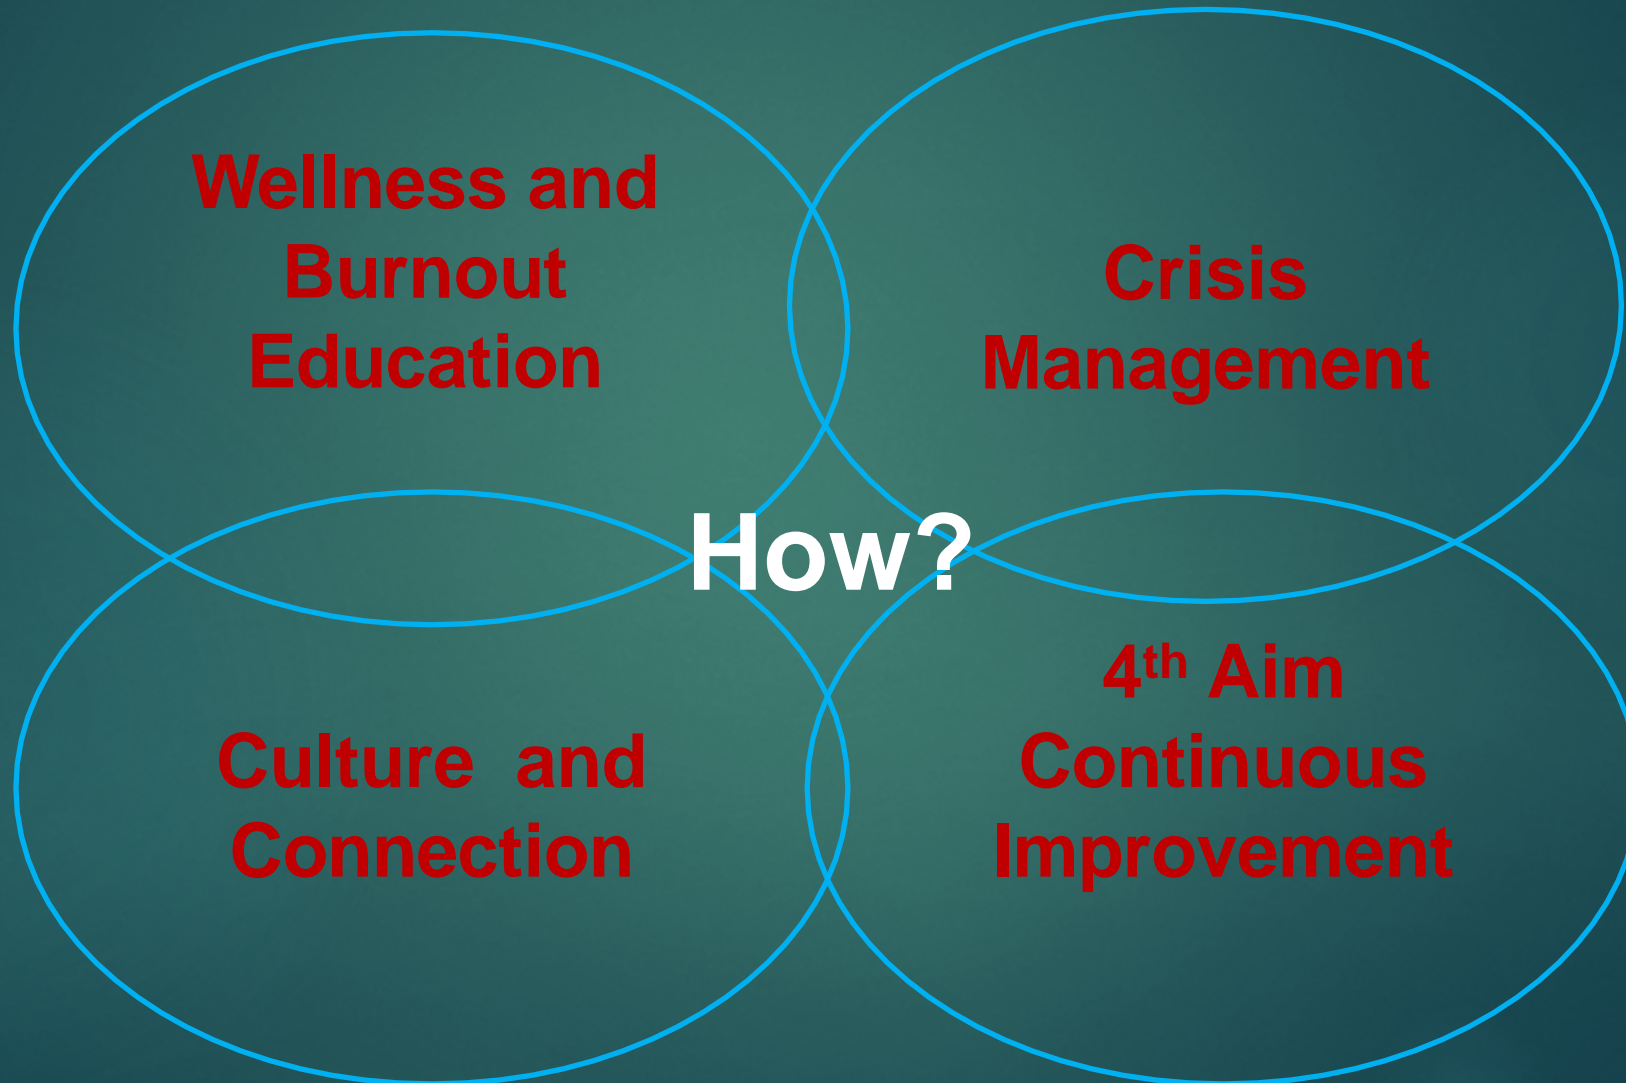 Wellness and
Burnout
Education
Crisis
Management
How?
Culture  and
Connection
4th Aim
Continuous
Improvement